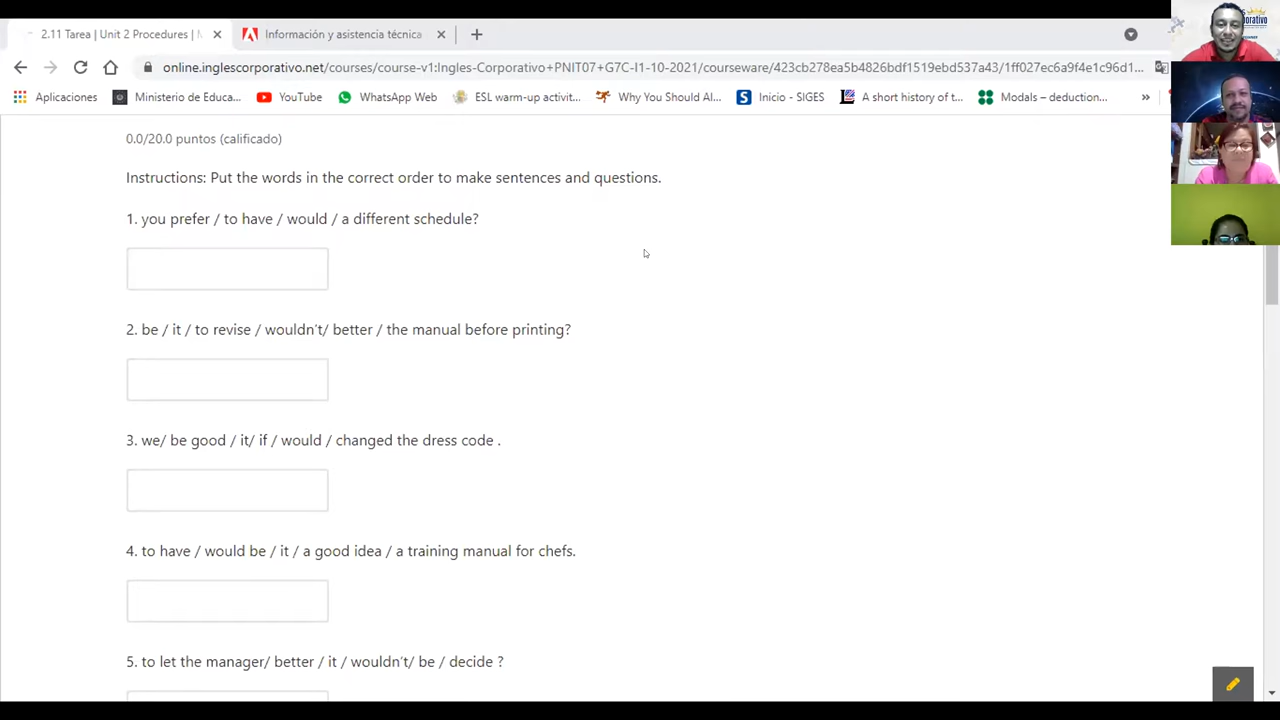 2.11 Tarea | Unit 2 Procedures |
Información y asistencia técnica
online.inglescorporativo.net/courses/course-v1:Ingles-Corporativo+PNIT07+G7C-I1-10-2021/courseware/423cb278ea5b4826bdf1519ebd537a43/1ff027ec6a9f4e1c96d1...
Aplicaciones
Ministerio de Educa...
YouTube
WhatsApp Web
ESL warm-up activit...
Why You Should Al...
Inicio - SIGES
A short history of t...
Modals – deduction...
»
0.0/20.0 puntos (calificado)
Instructions: Put the words in the correct order to make sentences and questions.
1. you prefer / to have / would / a different schedule?
2. be / it / to revise / wouldn't/ better / the manual before printing?
3. we/ be good / it/ if / would / changed the dress code .
4. to have / would be / it / a good idea / a training manual for chefs.
5. to let the manager/ better / it / wouldn't/ be / decide ?